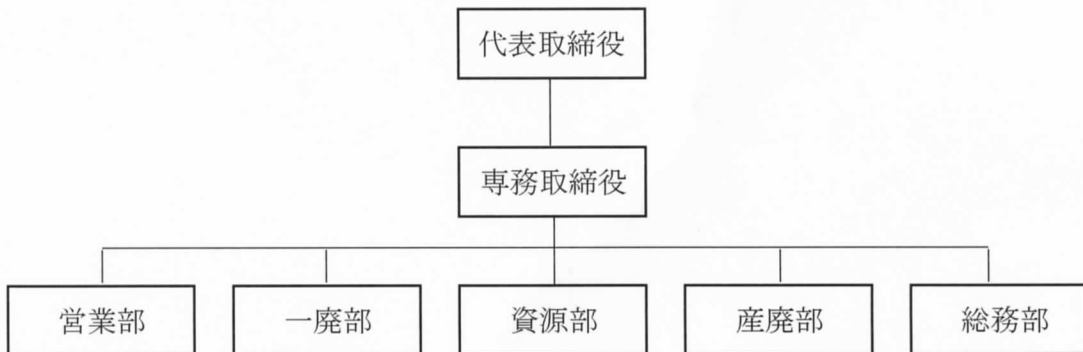 代表取締役
専務取締役
営業部
一廃部
資源部
産廃部
総務部